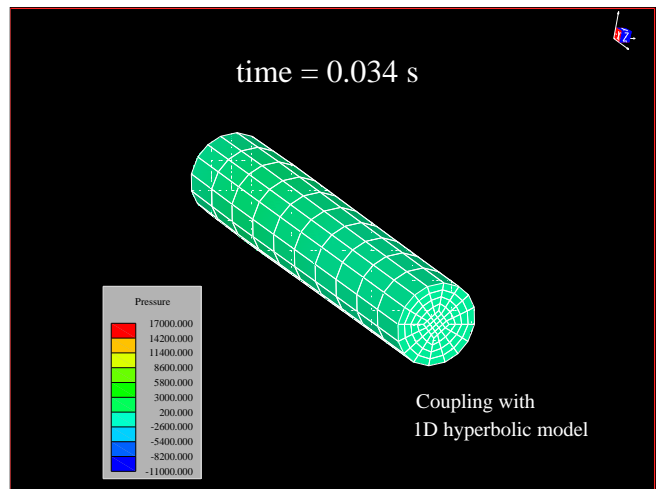 Z
time = 0.034 s
Pressure
17000.000
14200.000
11400.000
8600.000
5800.000
3000.000
200.000
-2600.000
-5400.000
-8200.000
-11000.000
Coupling with
1D hyperbolic model